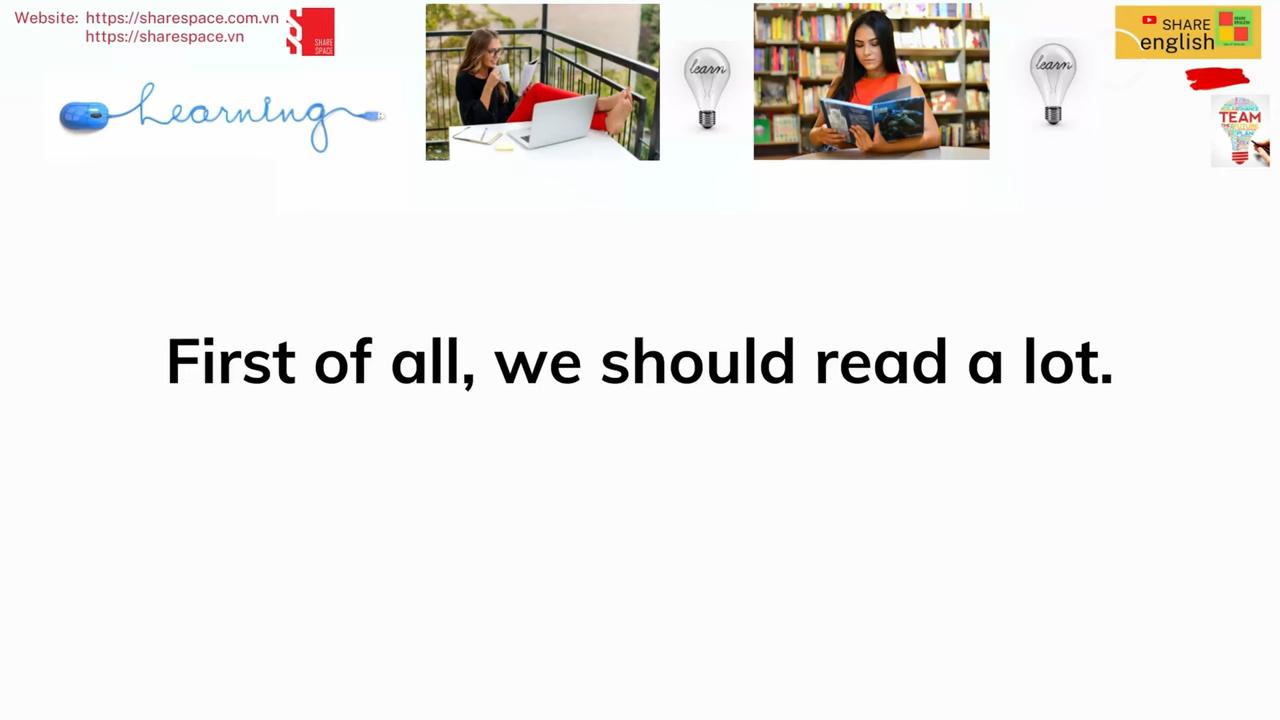 Website: https://sharespace.com.vn
https://sharespace.vn
SHARE
SPACE
Learning
learn
learn
SHARE
english
TEAM
PLAN
First of all, we should read a lot.